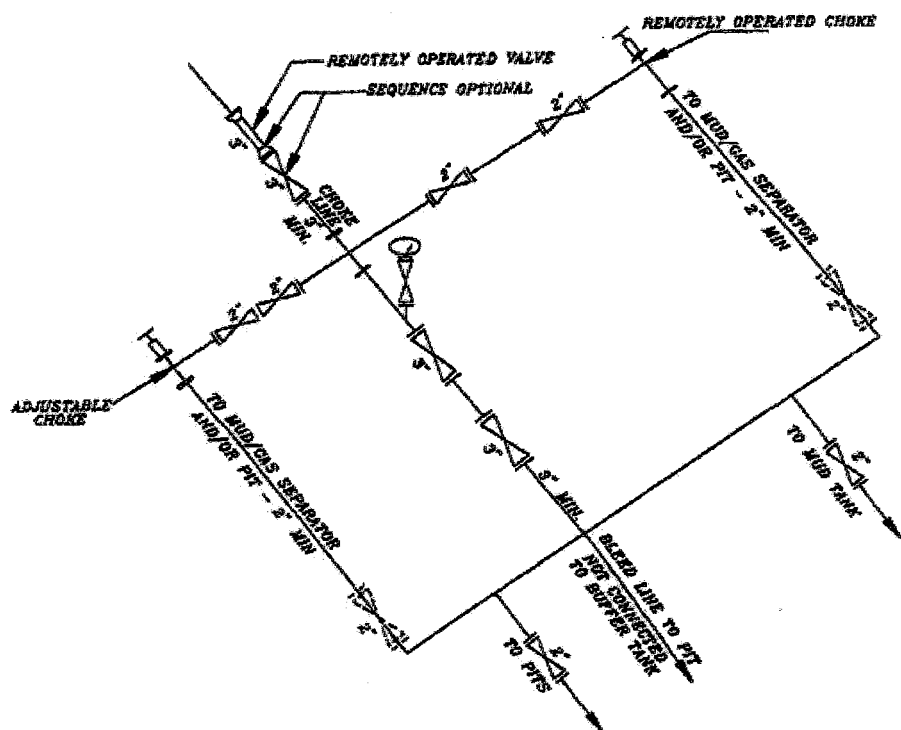 REMOTELY OPERATED CHOKE
REMOTELY OPERATED VALVE
SEQUENCE OPTIONAL
3"
3"
CHOKE
LINE
3"
MIN.
2"
2"
2"
2"
TO MUD/GAS SEPARATOR
AND/OR PIT - 2" MIN
2"
ADJUSTABLE
CHOKE
TO MUD/GAS SEPARATOR
AND/OR PIT - 2" MIN
2"
3"
3"
3" MIN.
BLEED LINE TO PIT
NOT CONNECTED
TO BUFFER TANK
TO MUD TANK
2"
TO PITS
2"